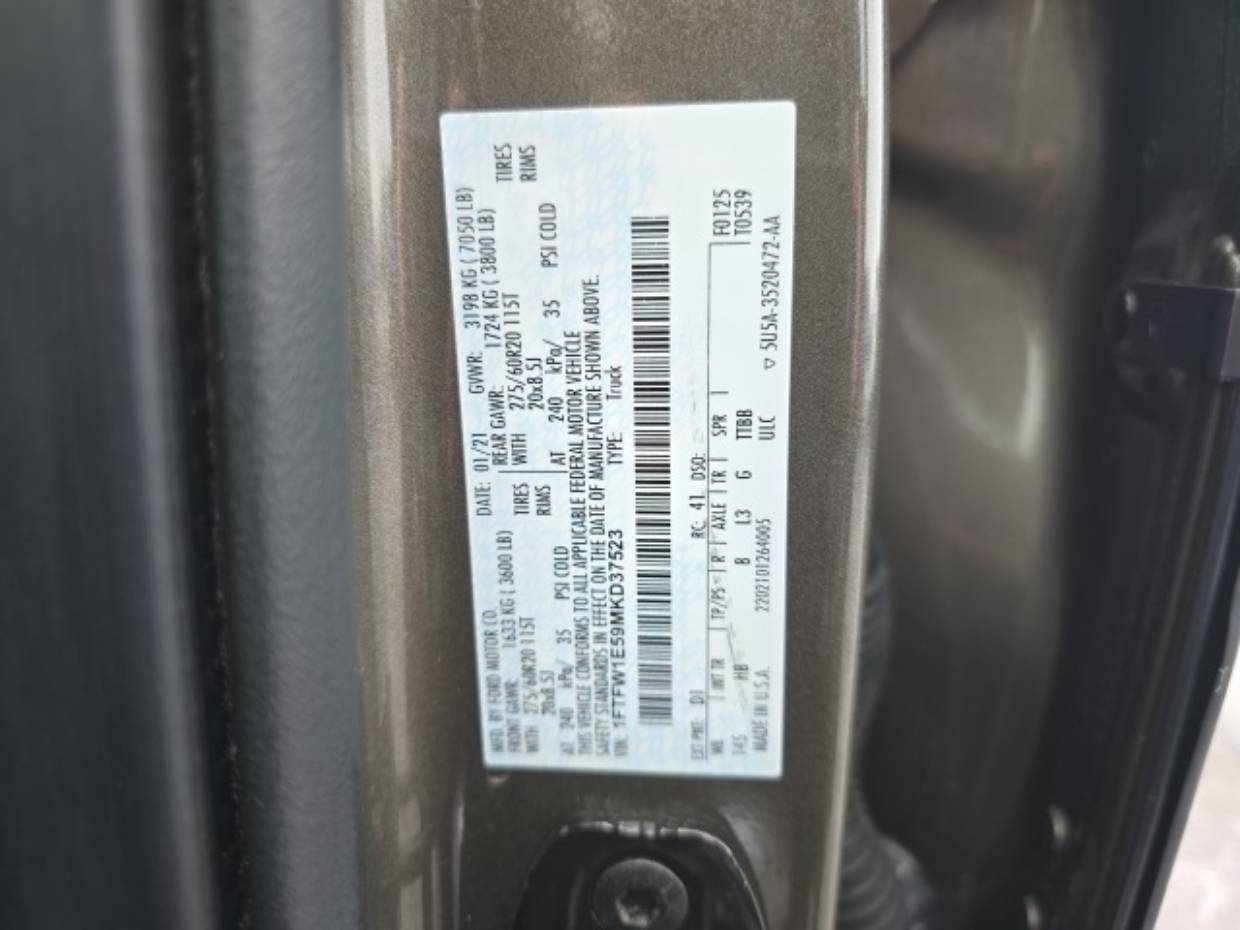 MFD. BY FORD MOTOR CO.
DATE: 01/21 GVWR: 3198 KG ( 7050 LB)
FRONT GAWR: 1633 KG ( 3600 LB) REAR GAWR: 1724 KG ( 3800 LB)
WITH 275/60R20 115T TIRES WITH 275/60R20 115T TIRES
20x8.5J RIMS 20x8.5J RIMS
AT 240 kPa/ 35 PSI COLD AT 240 kPa/ 35 PSI COLD
THIS VEHICLE CONFORMS TO ALL APPLICABLE FEDERAL MOTOR VEHICLE
SAFETY STANDARDS IN EFFECT ON THE DATE OF MANUFACTURE SHOWN ABOVE.
VIN: 1FTFW1E59MKD37523 TYPE: Truck
EXT PNT: D1 RC: 41 DSO: F0125
WB INT TR TP/PS R AXLE TR SPR T0539
145 HB 8 L3 G TTBB
ULC
MADE IN U.S.A. 2202101264005 ▽ 5U5A-3520472-AA